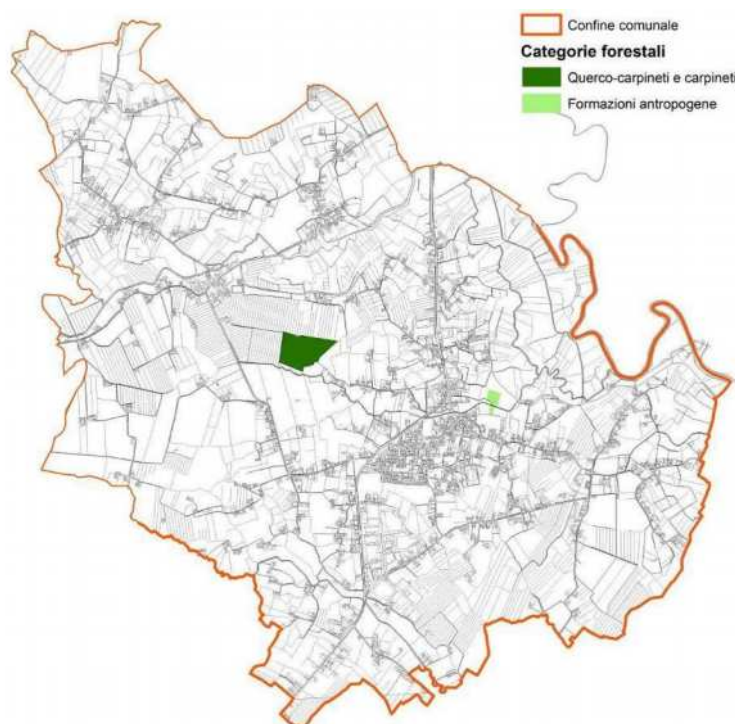 Confine comunale
Categorie forestali
Querco-carpineti e carpineti
Formazioni antropogene